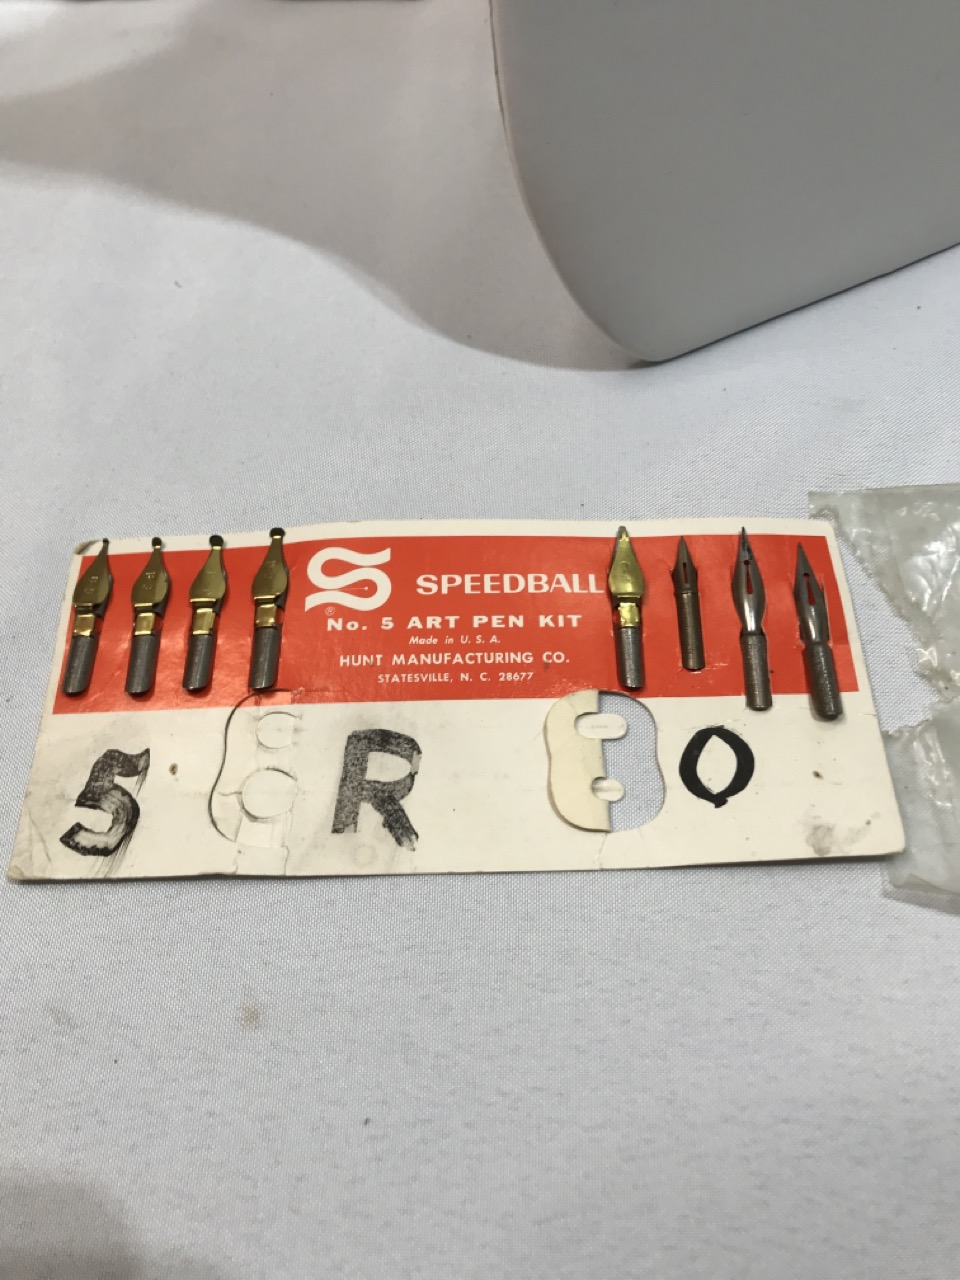 SPEEDBALL
®
No. 5 ART PEN KIT
Made in U. S. A.
HUNT MANUFACTURING CO.
STATESVILLE, N. C. 28677
5 R O